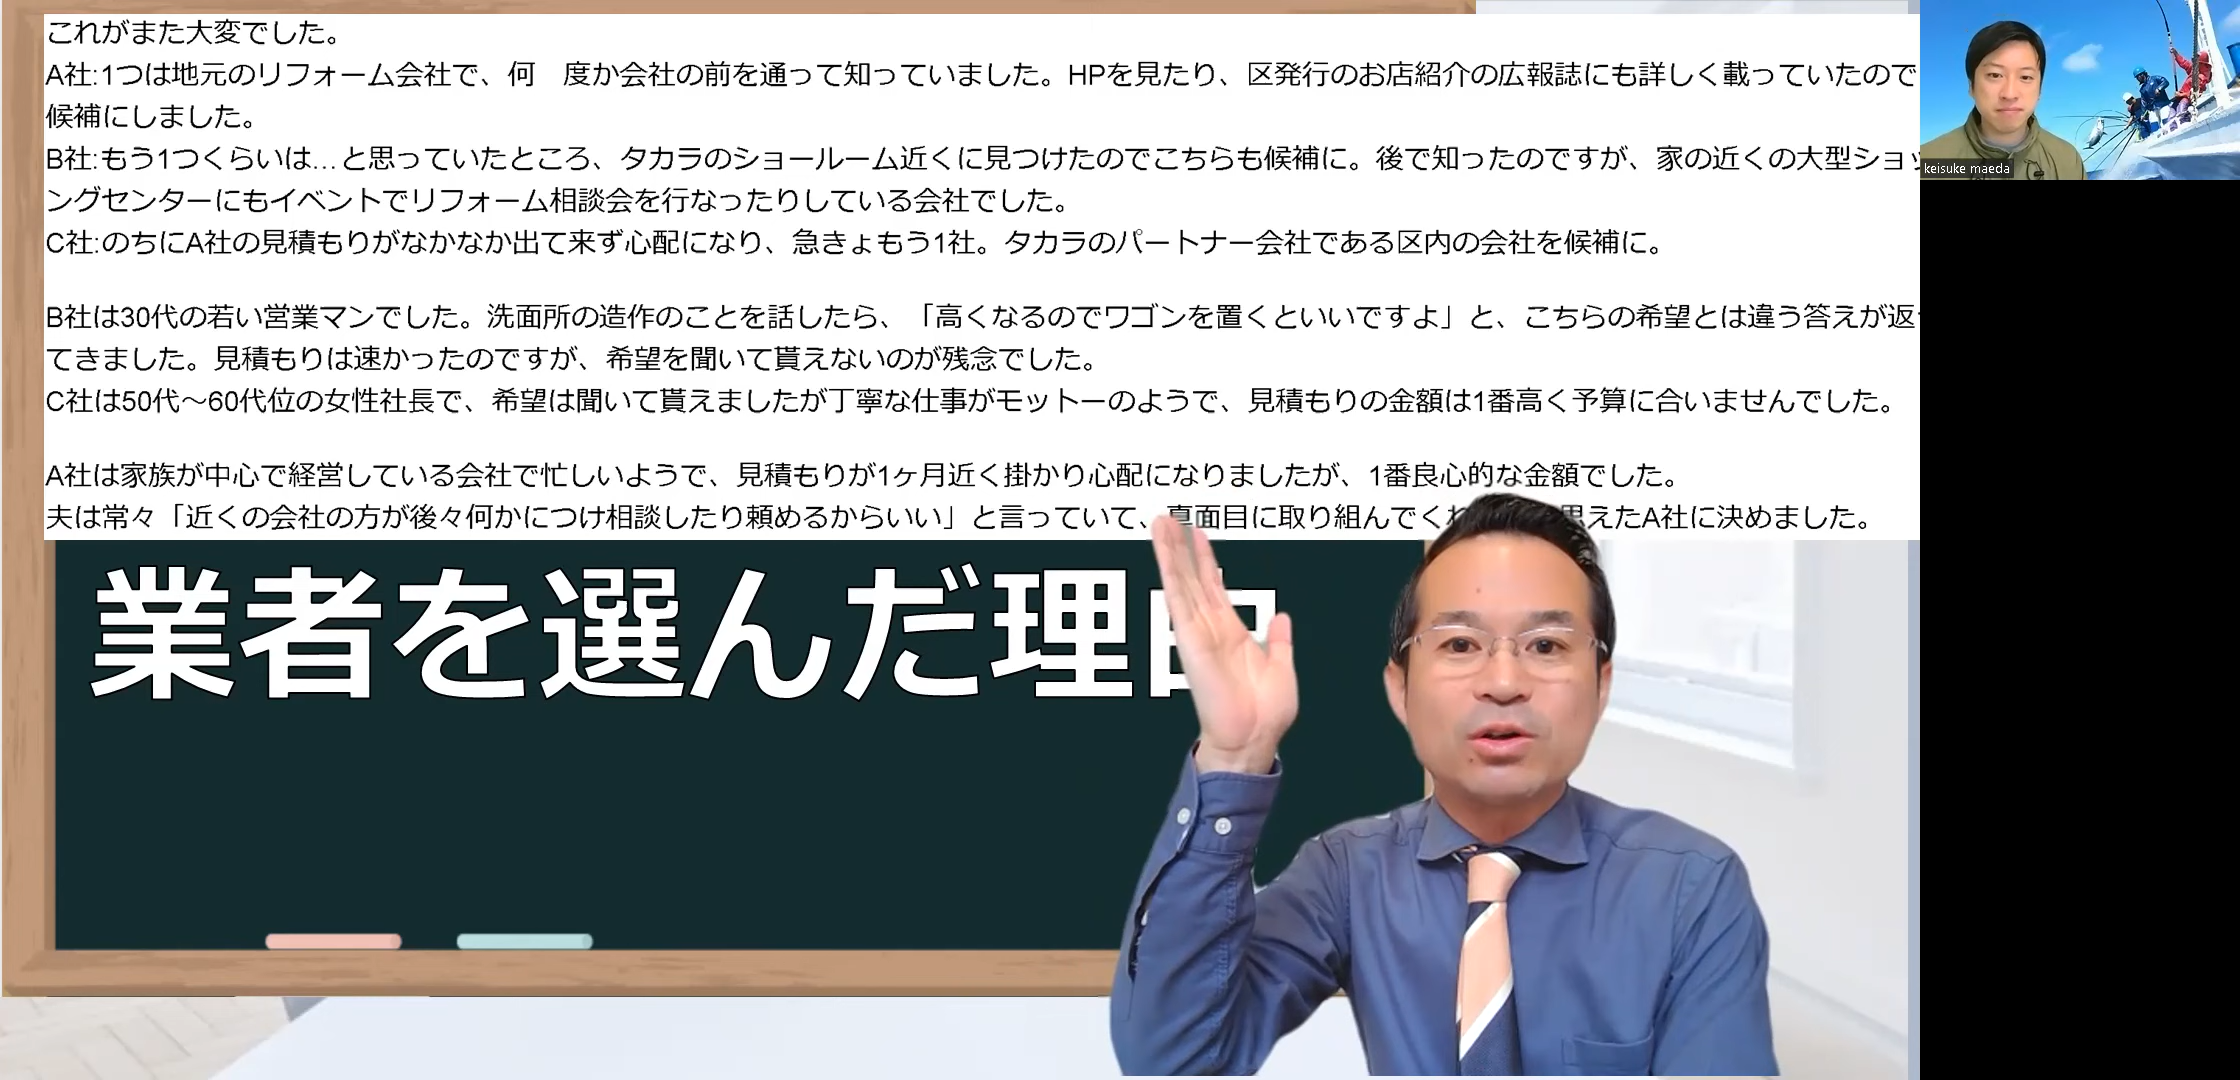 これがまた大変でした。
A社:1つは地元のリフォーム会社で、何　度か会社の前を通って知っていました。HPを見たり、区発行のお店紹介の広報誌にも詳しく載っていたので
候補にしました。
B社:もう1つくらいは…と思っていたところ、タカラのショールーム近くに見つけたのでこちらも候補に。後で知ったのですが、家の近くの大型ショッ
ングセンターにもイベントでリフォーム相談会を行なったりしている会社でした。
C社:のちにA社の見積もりがなかなか出て来ず心配になり、急きょもう1社。タカラのパートナー会社である区内の会社を候補に。
B社は30代の若い営業マンでした。洗面所の造作のことを話したら、「高くなるのでワゴンを置くといいですよ」と、こちらの希望とは違う答えが返
てきました。見積もりは速かったのですが、希望を聞いて貰えないのが残念でした。
C社は50代〜60代位の女性社長で、希望は聞いて貰えましたが丁寧な仕事がモットーのようで、見積もりの金額は1番高く予算に合いませんでした。
A社は家族が中心で経営している会社で忙しいようで、見積もりが1ヶ月近く掛かり心配になりましたが、1番良心的な金額でした。
夫は常々「近くの会社の方が後々何かにつけ相談したり頼めるからいい」と言っていて、真面目に取り組んでくれ 思えたA社に決めました。
業者を選んだ理由
keisuke maeda